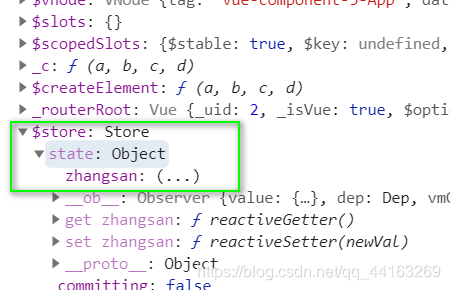 $vnode: VNode {tag: "vue-component-5-App", dat
▶$slots: {}
▶$scopedSlots: {$stable: true, $key: undefined,
▶_c: ƒ (a, b, c, d)
▶$createElement: ƒ (a, b, c, d)
▶_routerRoot: Vue {_uid: 2, _isVue: true, $optio
▼$store: Store
▼state: Object
zhangsan: (...)
▶__ob__: Observer {value: {…}, dep: Dep, vmC
▶get zhangsan: ƒ reactiveGetter()
▶set zhangsan: ƒ reactiveSetter(newVal)
▶__proto__: Object
committing: false
https://blog.csdn.net/qq_44163269